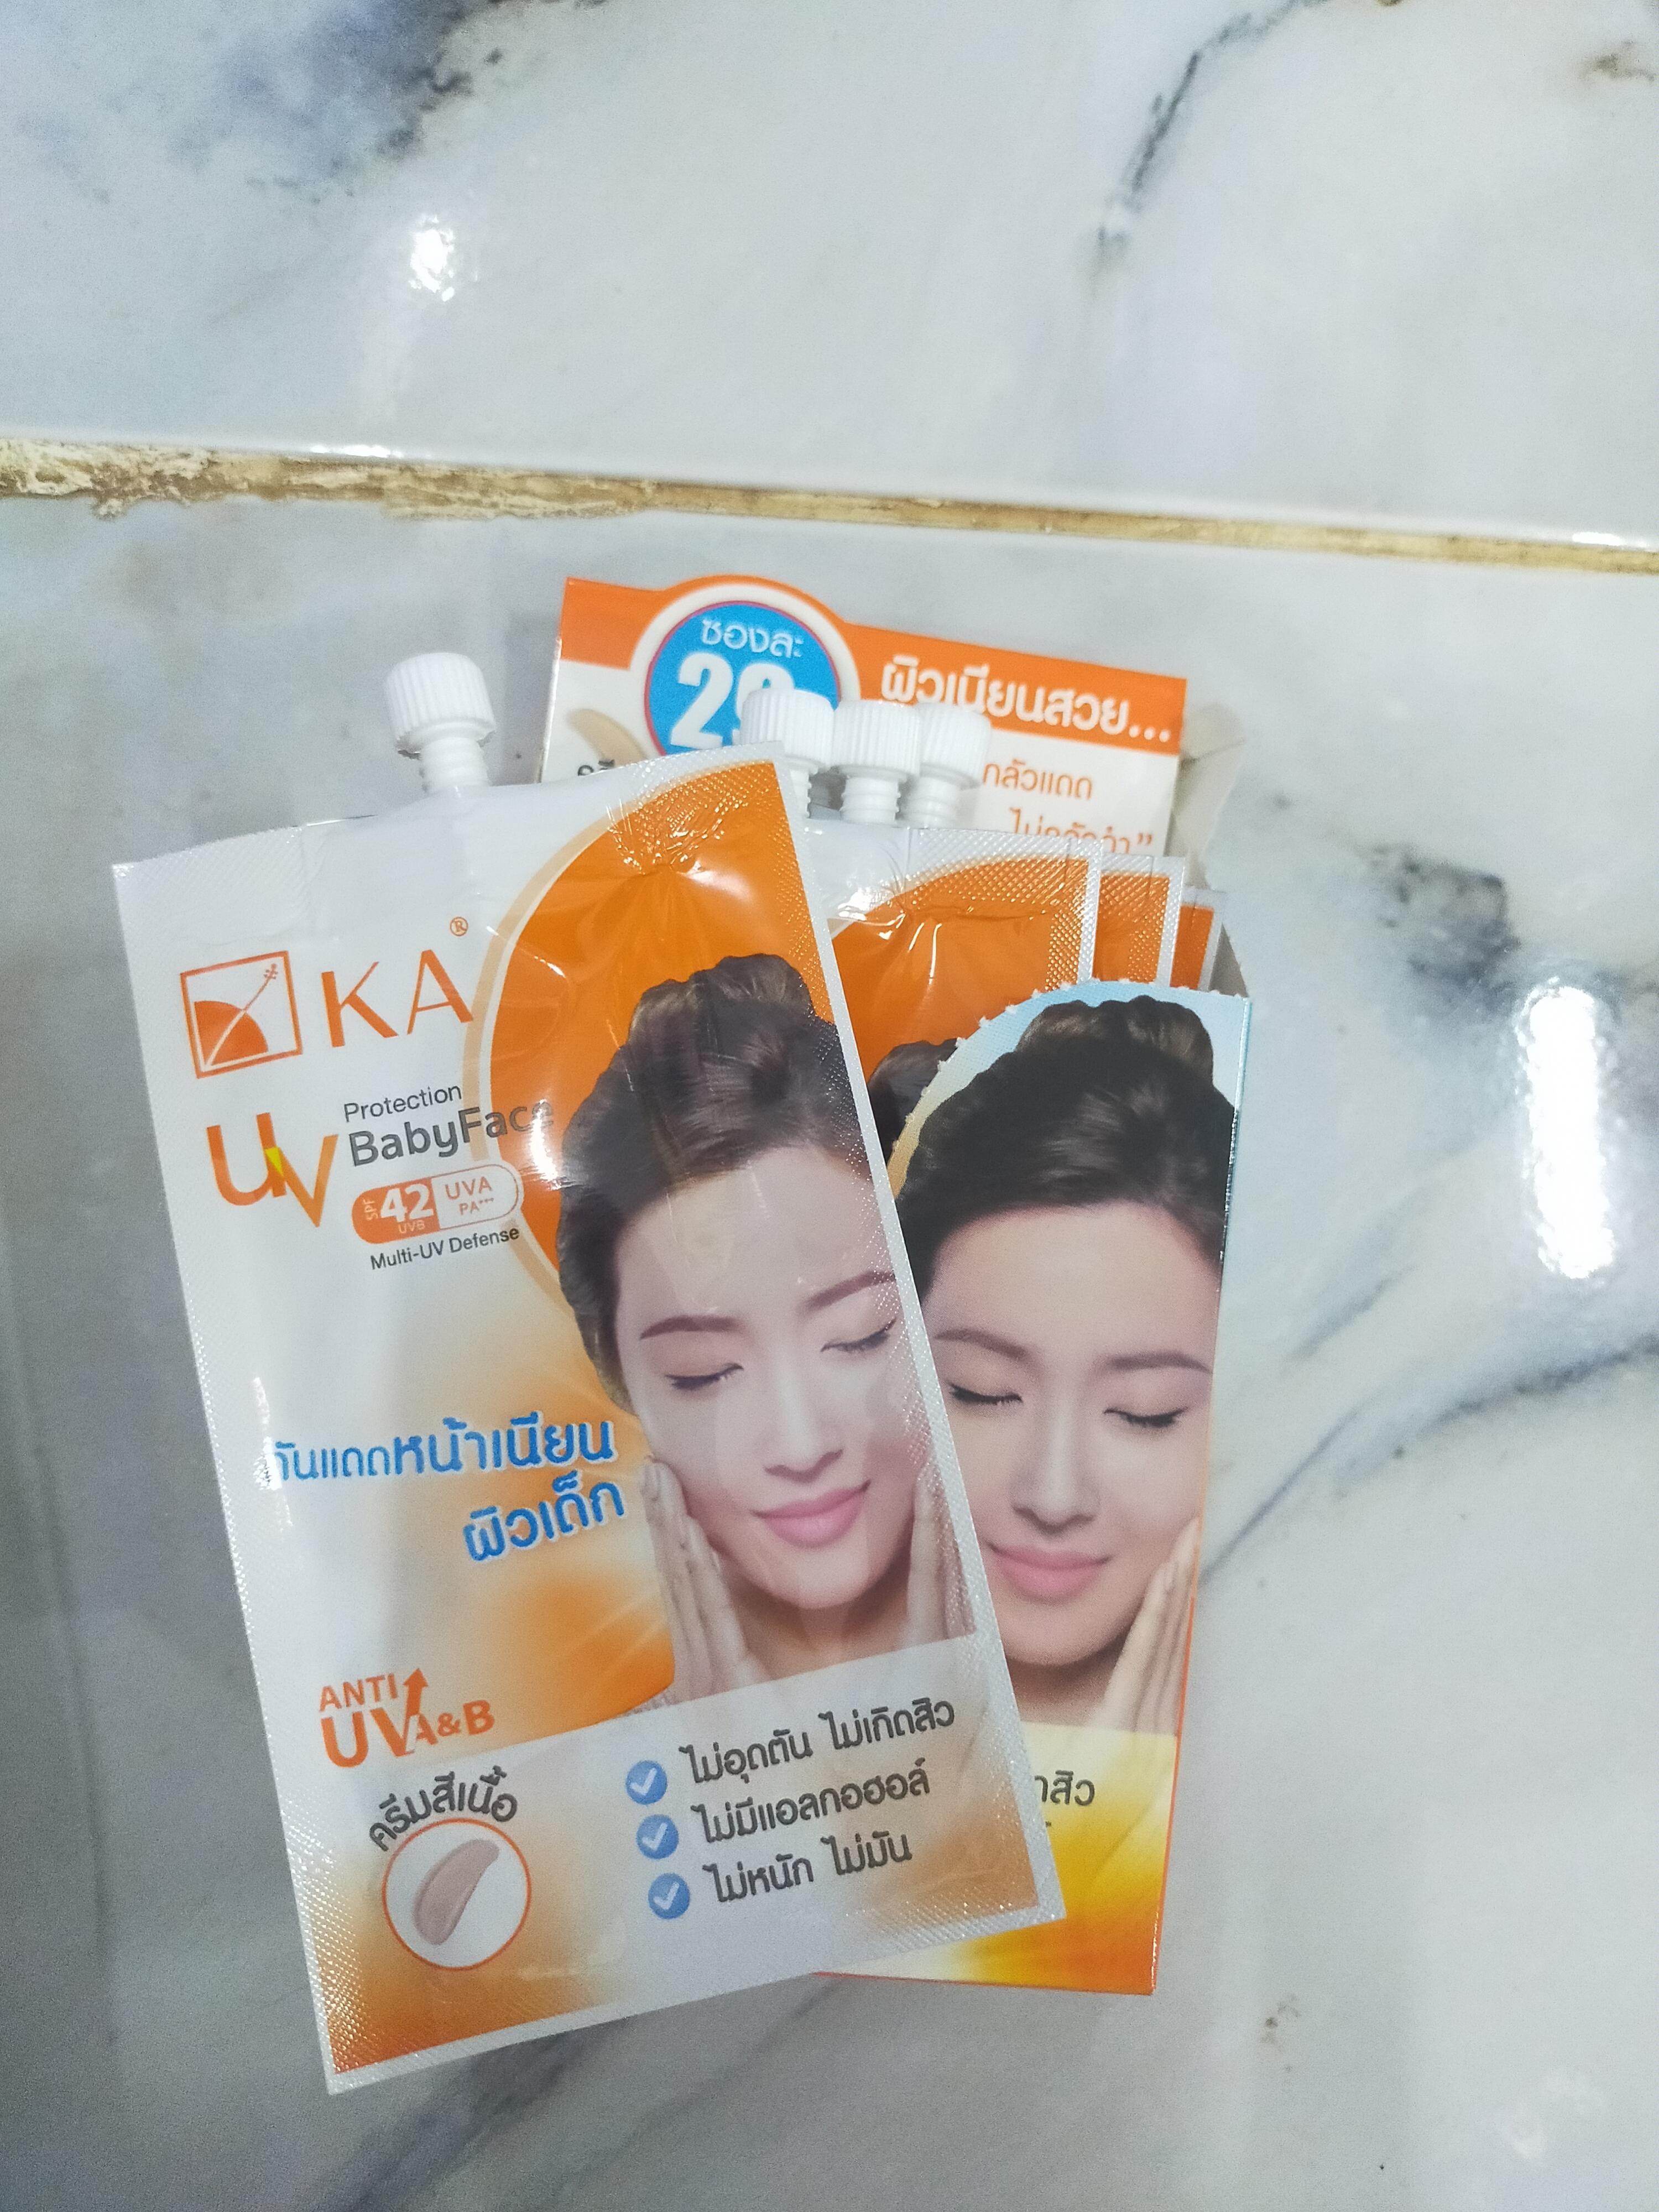 ซองละ
29
ผิวเนียนสวย...
กลัวแดด
KA®
UV Protection
BabyFace
SPF 42 UVB UVA PA+++
Multi-UV Defense
กันแดดหน้าเนียน
ผิวเด็ก
ANTI
UVA&B
ครีมสีเนื้อ
ไม่อุดตัน ไม่เกิดสิว
ไม่มีแอลกอฮอล์
ไม่หนัก ไม่มัน